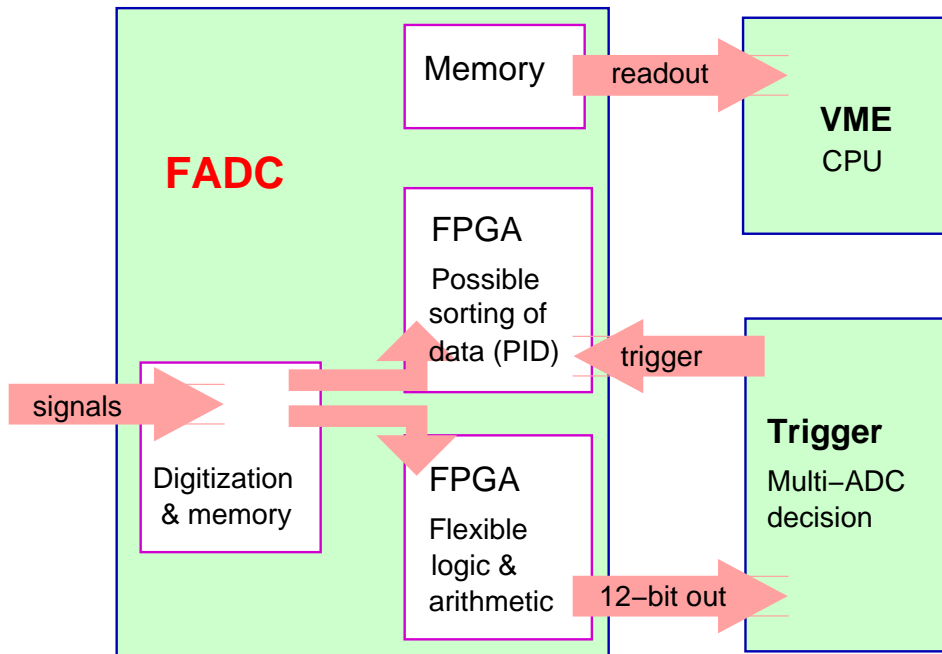 Memory
readout
VME
CPU
FADC
FPGA
Possible
sorting of
data (PID)
trigger
signals
Digitization
& memory
FPGA
Flexible
logic &
arithmetic
Trigger
Multi−ADC
decision
12−bit out